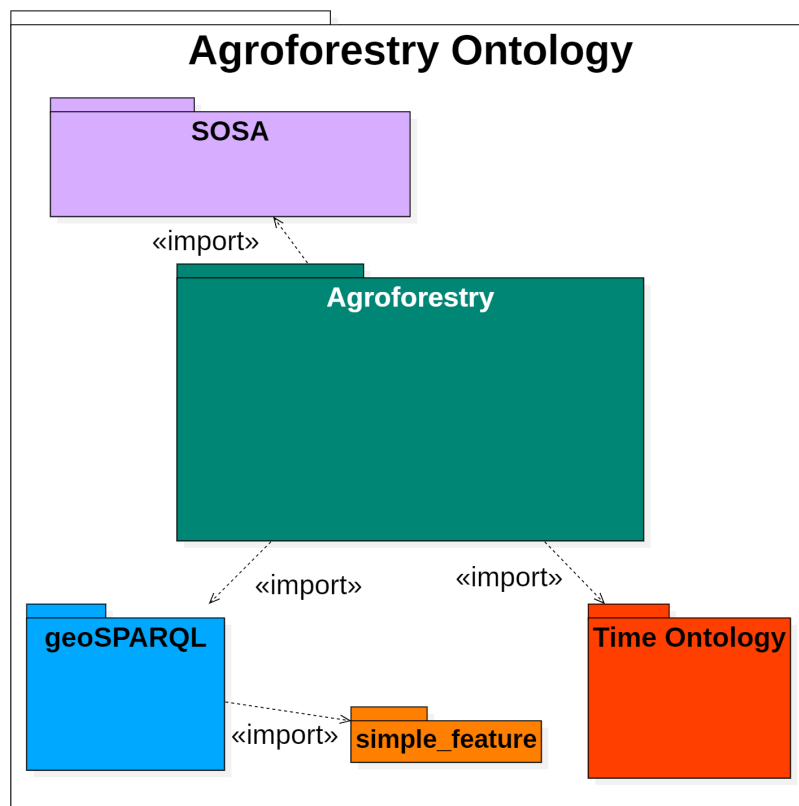 Agroforestry Ontology
SOSA
«import»
Agroforestry
«import»
«import»
geoSPARQL
Time Ontology
«import»
simple_feature